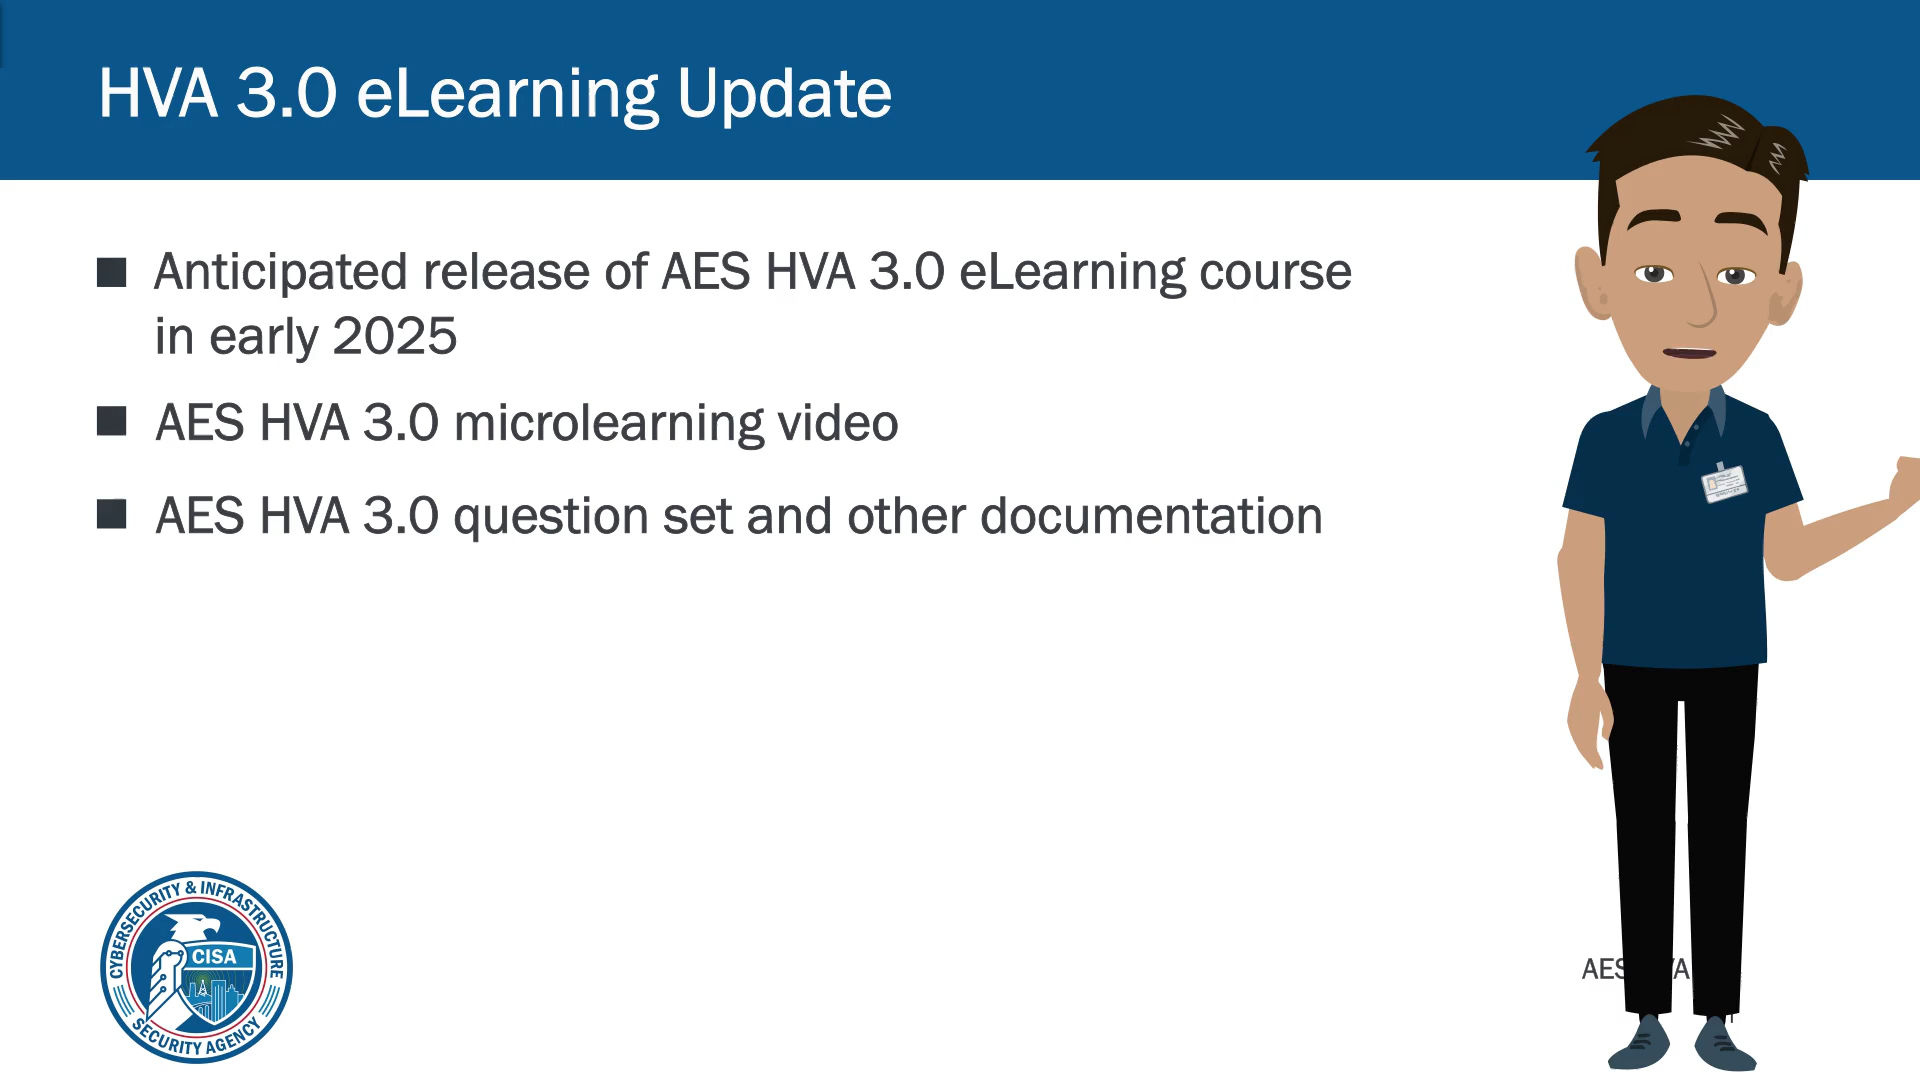 HVA 3.0 eLearning Update
Anticipated release of AES HVA 3.0 eLearning course
in early 2025
AES HVA 3.0 microlearning video
AES HVA 3.0 question set and other documentation
CYBERSECURITY & INFRASTRUCTURE
CISA
SECURITY AGENCY
AES